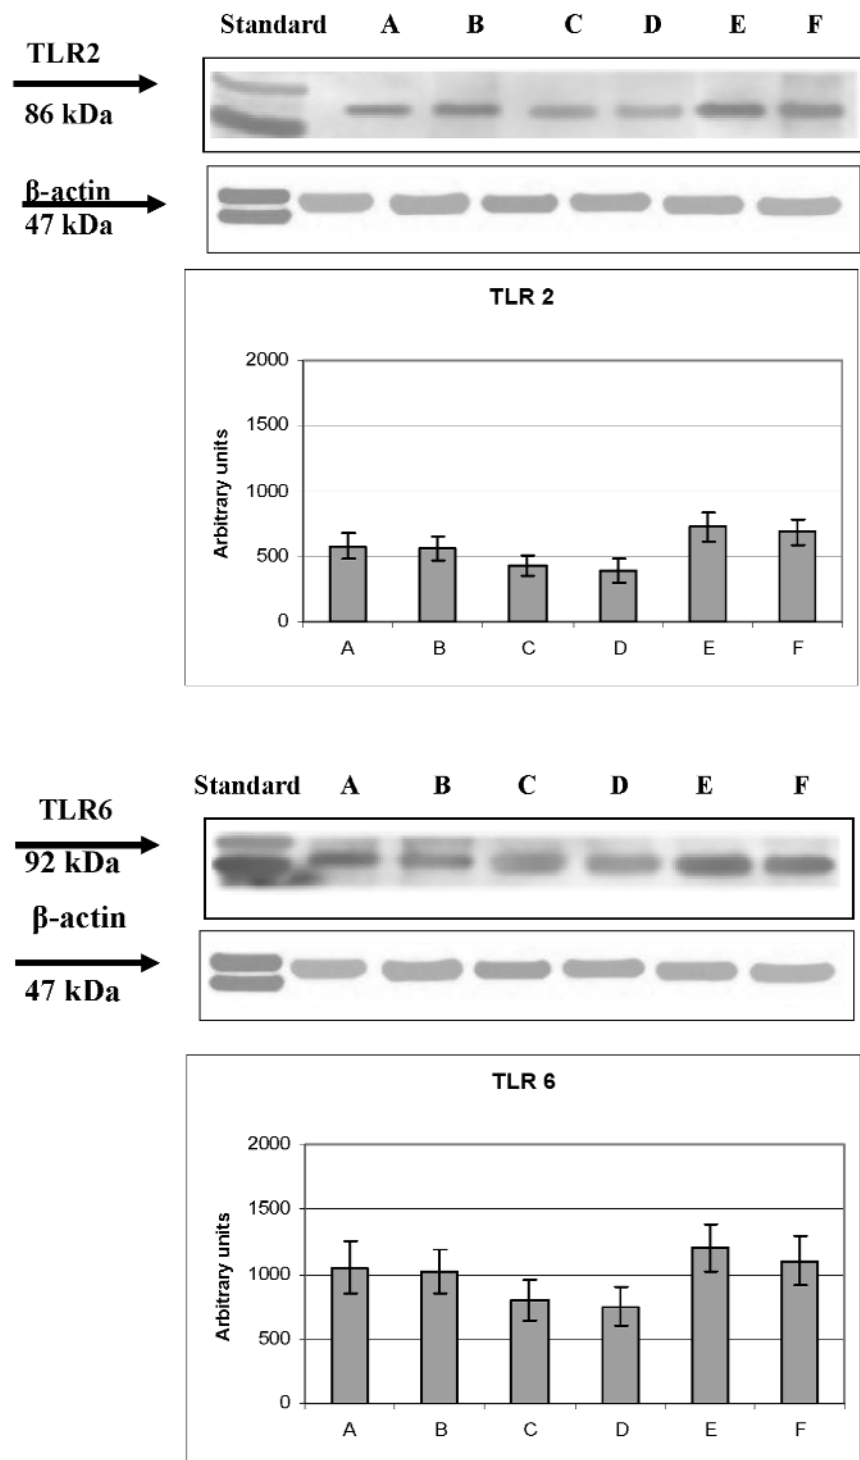 Standard A B C D E F
TLR2
86 kDa
β-actin
47 kDa
TLR 2
2000
1500
1000
500
0
Arbitrary units
A B C D E F
Standard A B C D E F
TLR6
92 kDa
β-actin
47 kDa
TLR 6
2000
1500
1000
500
0
Arbitrary units
A B C D E F